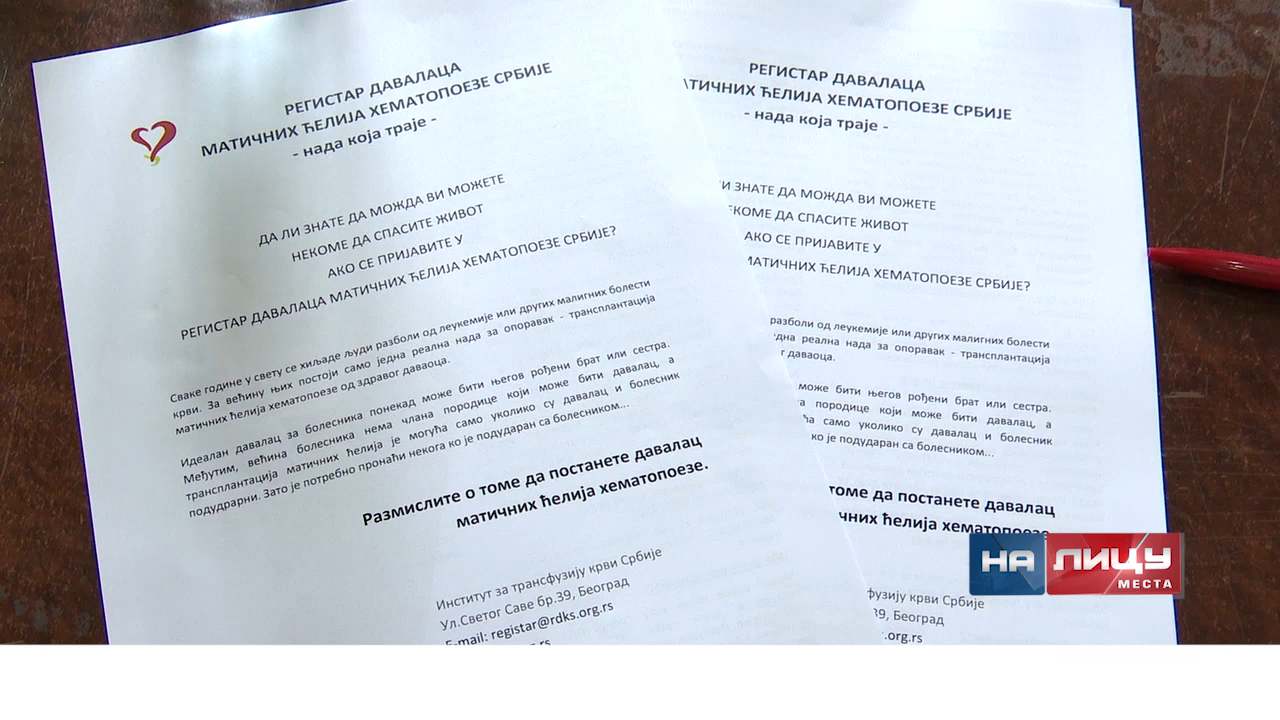 РЕГИСТАР ДАВАЛАЦА
МАТИЧНИХ ЋЕЛИЈА ХЕМАТОПОЕЗЕ СРБИЈЕ
- нада која траје -
ДА ЛИ ЗНАТЕ ДА МОЖДА ВИ МОЖЕТЕ
НЕКОМЕ ДА СПАСИТЕ ЖИВОТ
АКО СЕ ПРИЈАВИТЕ У
РЕГИСТАР ДАВАЛАЦА МАТИЧНИХ ЋЕЛИЈА ХЕМАТОПОЕЗЕ СРБИЈЕ?
Сваке године у свету се хиљаде људи разболи од леукемије или других малигних болести
крви. За већину њих постоји само једна реална нада за опоравак - трансплантација
матичних ћелија хематопоезе од здравог даваоца.
Идеалан давалац за болесника понекад може бити његов рођени брат или сестра.
Међутим, већина болесника нема члана породице који може бити давалац, а
трансплантација матичних ћелија је могућа само уколико су давалац и болесник
подударни. Зато је потребно пронаћи некога ко је подударан са болесником...
Размислите о томе да постанете давалац
матичних ћелија хематопоезе.
Институт за трансфузију крви Србије
Ул.Светог Саве бр.39, Београд
E-mail: registar@rdks.org.rs
РЕГИСТАР ДАВАЛАЦА
АТИЧНИХ ЋЕЛИЈА ХЕМАТОПОЕЗЕ СРБИЈЕ
- нада која траје -
И ЗНАТЕ ДА МОЖДА ВИ МОЖЕТЕ
ЕКОМЕ ДА СПАСИТЕ ЖИВОТ
АКО СЕ ПРИЈАВИТЕ У
МАТИЧНИХ ЋЕЛИЈА ХЕМАТОПОЕЗЕ СРБИЈЕ?
разболи од леукемије или других малигних болести
една реална нада за опоравак - трансплантација
г даваоца.
може бити његов рођени брат или сестра.
а породице који може бити давалац, а
ћа само уколико су давалац и болесник
ко је подударан са болесником...
томе да постанете давалац
чних ћелија хематопоезе
фузију крви Србије
39, Београд
.org.rs
НА ЛИЦУ
МЕСТА